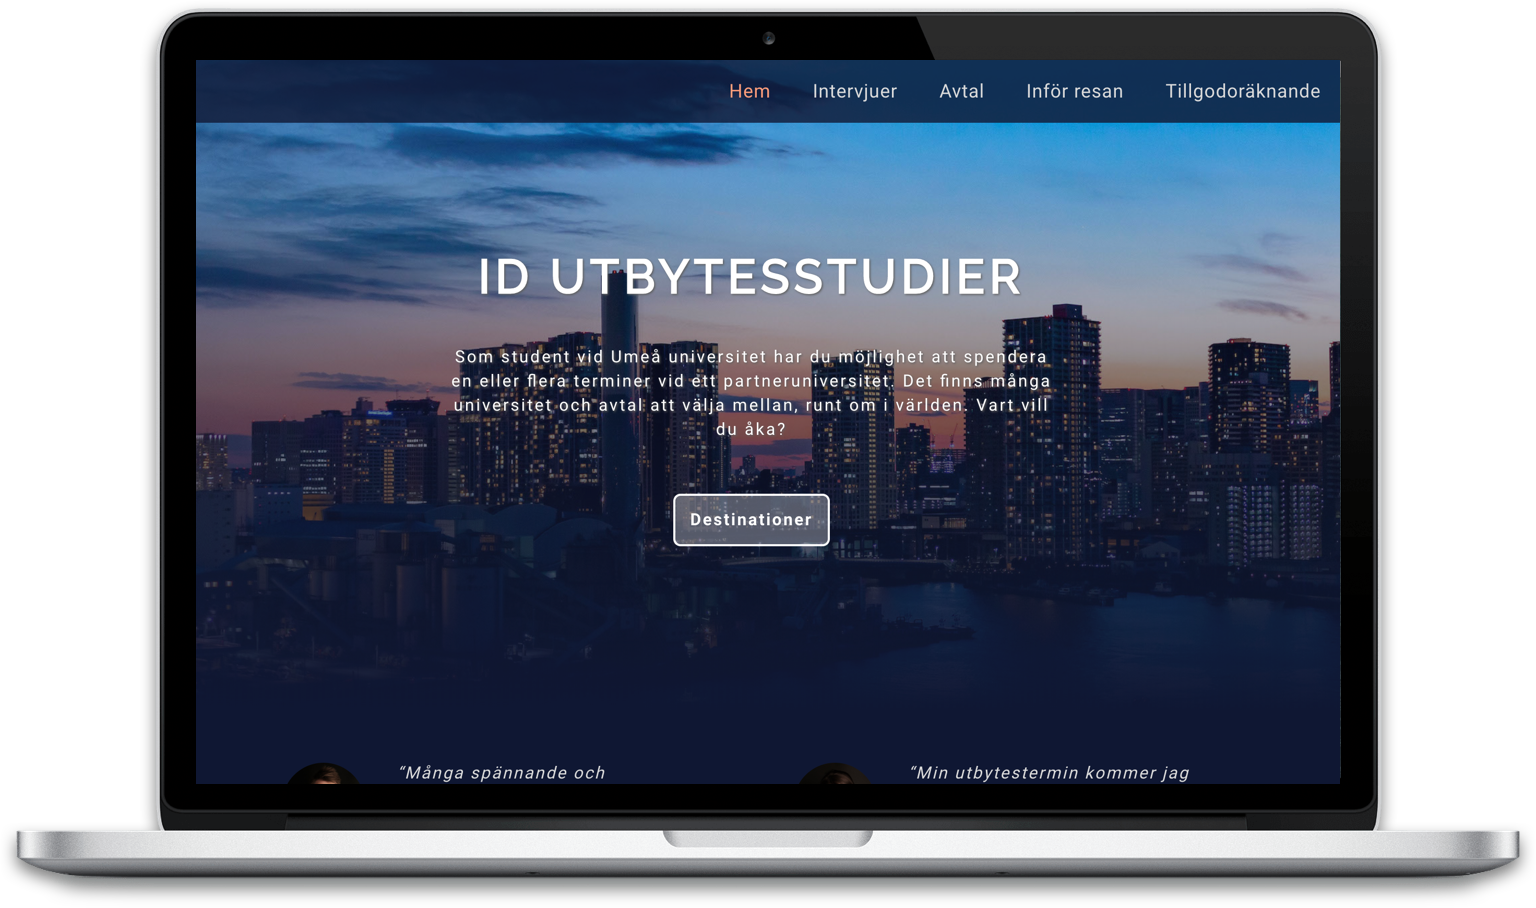 Hem Intervjuer Avtal Inför resan Tillgodoräknande
ID UTBYTESSTUDIER
Som student vid Umeå universitet har du möjlighet att spendera
en eller flera terminer vid ett partneruniversitet. Det finns många
universitet och avtal att välja mellan, runt om i världen. Vart vill
du åka?
Destinationer
“Många spännande och
“Min utbytestermin kommer jag